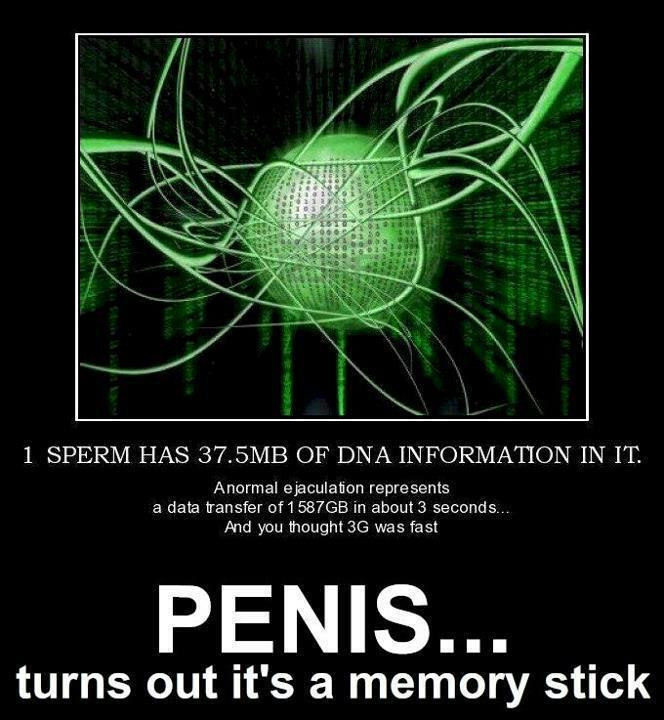 1 SPERM HAS 37.5MB OF DNA INFORMATION IN IT.
Anormal ejaculation represents
a data transfer of 1587GB in about 3 seconds...
And you thought 3G was fast
PENIS...
turns out it's a memory stick